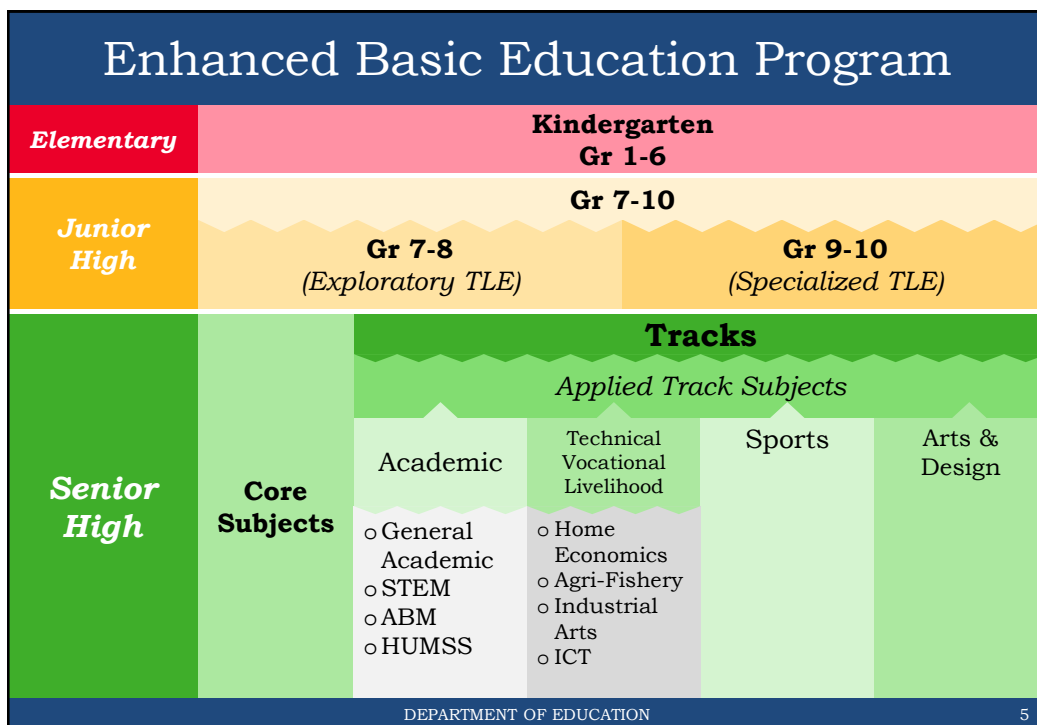 Enhanced Basic Education Program
Elementary
Kindergarten
Gr 1-6
Junior
High
Gr 7-10
Gr 7-8
(Exploratory TLE)
Gr 9-10
(Specialized TLE)
Senior
High
Core
Subjects
Tracks
Applied Track Subjects
Academic
o General
Academic
o STEM
o ABM
o HUMSS
Technical
Vocational
Livelihood
o Home
Economics
o Agri-Fishery
o Industrial
Arts
o ICT
Sports
Arts &
Design
DEPARTMENT OF EDUCATION
5